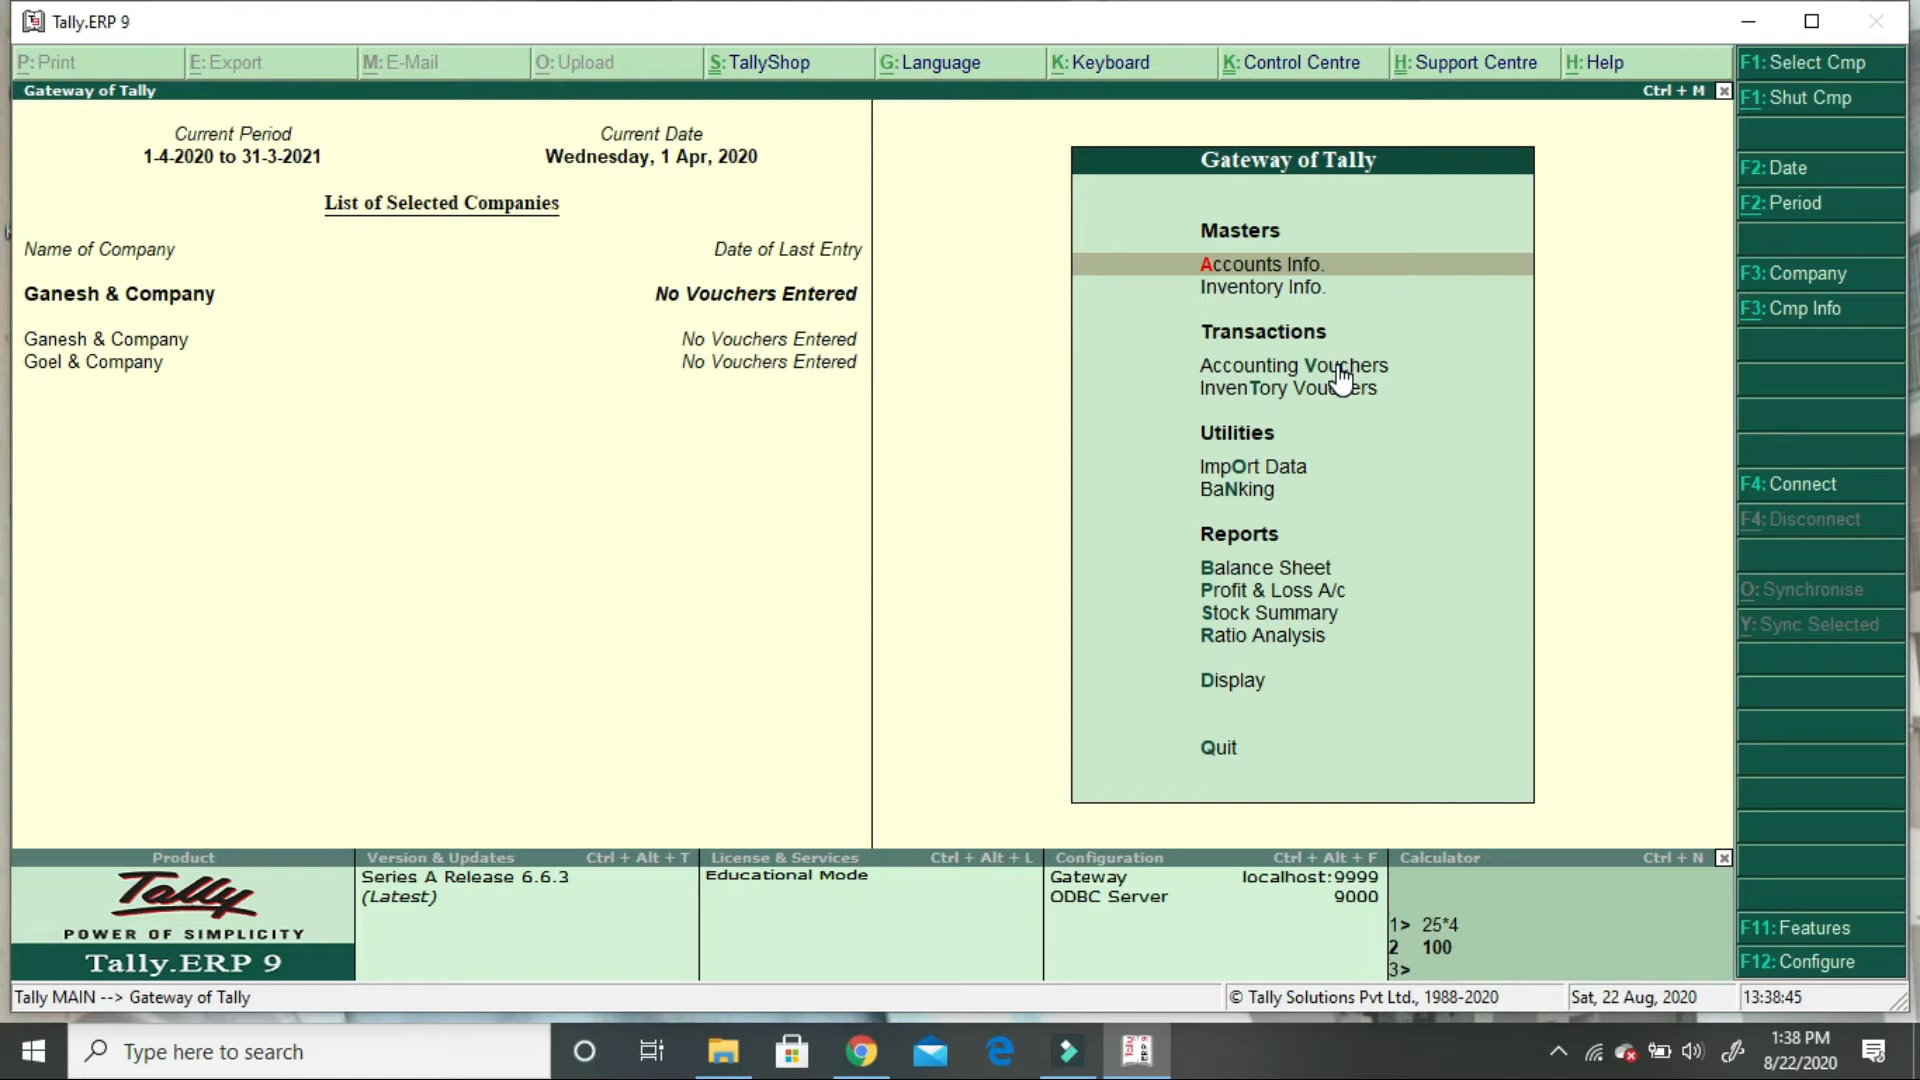 Tally.ERP 9
P: Print
E: Export
M: E-Mail
O: Upload
S: TallyShop
G: Language
K: Keyboard
K: Control Centre
H: Support Centre
H: Help
Gateway of Tally
Ctrl + M
Current Period
1-4-2020 to 31-3-2021
Current Date
Wednesday, 1 Apr, 2020
List of Selected Companies
Name of Company
Date of Last Entry
Ganesh & Company
No Vouchers Entered
Ganesh & Company
No Vouchers Entered
Goel & Company
No Vouchers Entered
Gateway of Tally
Masters
Accounts Info.
Inventory Info.
Transactions
Accounting Vouchers
InvenTory Vouchers
Utilities
ImpOrt Data
BaNking
Reports
Balance Sheet
Profit & Loss A/c
Stock Summary
Ratio Analysis
Display
Quit
F1: Select Cmp
F1: Shut Cmp
F2: Date
F2: Period
F3: Company
F3: Cmp Info
F4: Connect
F4: Disconnect
O: Synchronise
Y: Sync Selected
F11: Features
F12: Configure
Product
Tally
POWER OF SIMPLICITY
Tally.ERP 9
Version & Updates
Ctrl + Alt + T
Series A Release 6.6.3
(Latest)
License & Services
Ctrl + Alt + L
Educational Mode
Configuration
Ctrl + Alt + F
Gateway
localhost:9999
ODBC Server
9000
Calculator
Ctrl + N
1> 25*4
2 100
3>
Tally MAIN --> Gateway of Tally
© Tally Solutions Pvt Ltd., 1988-2020
Sat, 22 Aug, 2020
13:38:45
Type here to search
1:38 PM
8/22/2020